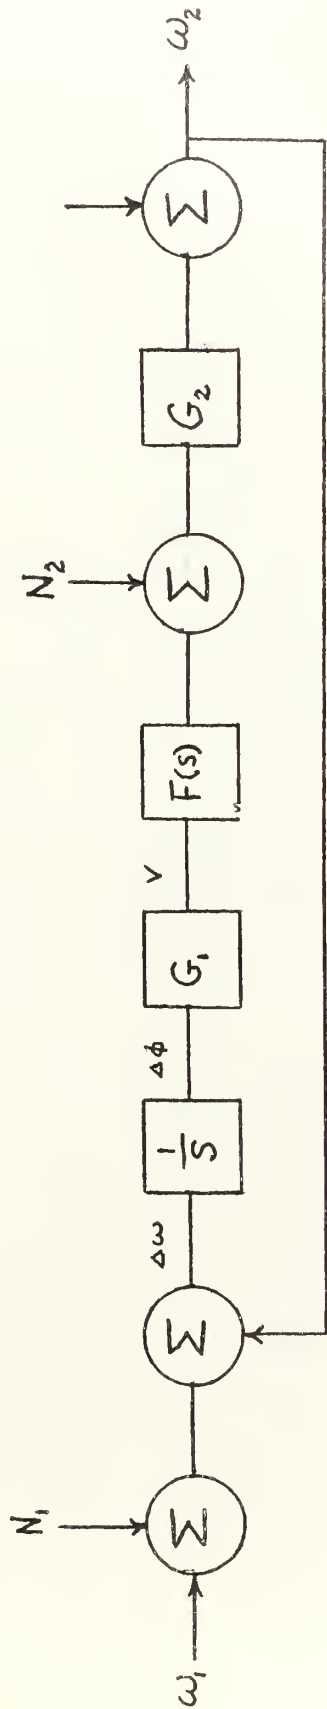 ω₁
N₁
Σ
Σ
Δω
1/S
Δφ
G₁
V
F(s)
N₂
Σ
G₂
Σ
ω₂